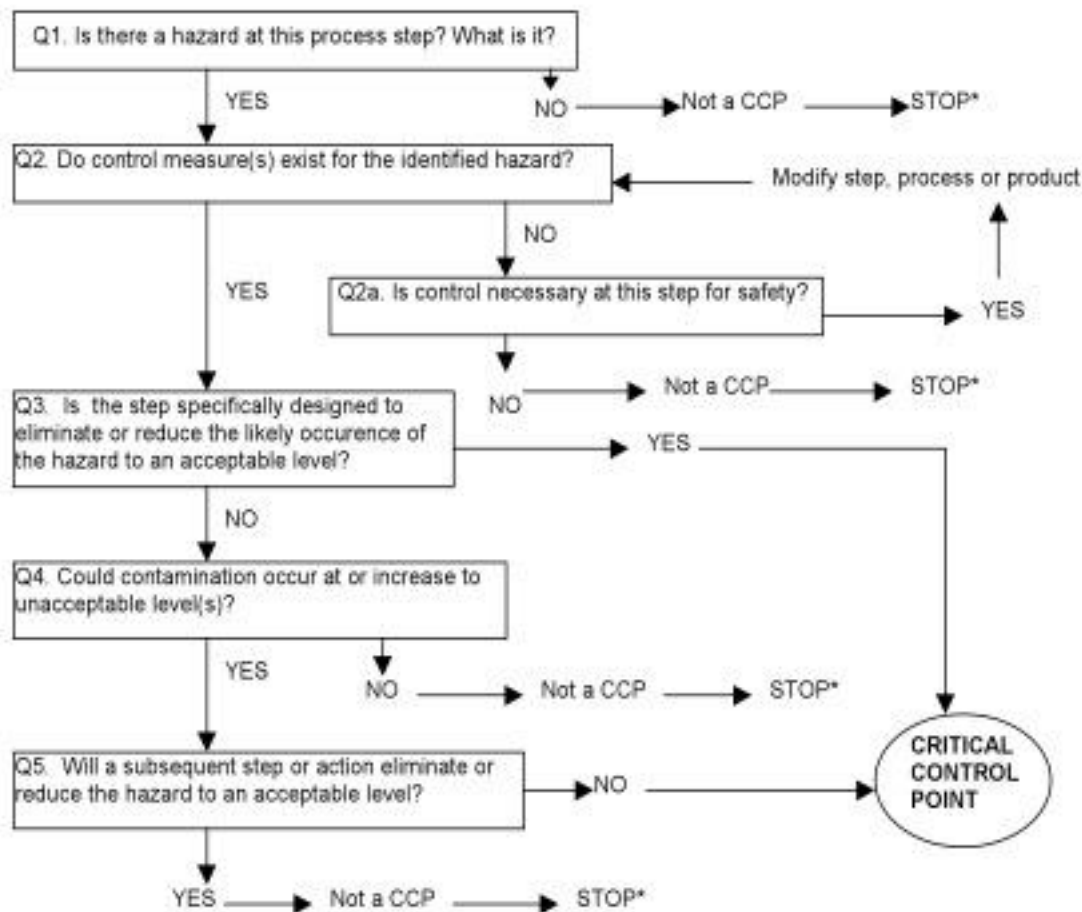 Q1. Is there a hazard at this process step? What is it?
YES
NO
Not a CCP
STOP*
Q2. Do control measure(s) exist for the identified hazard?
Modify step, process or product
NO
YES
Q2a. Is control necessary at this step for safety?
YES
NO
Not a CCP
STOP*
Q3. Is the step specifically designed to
eliminate or reduce the likely occurence of
the hazard to an acceptable level?
YES
NO
Q4. Could contamination occur at or increase to
unacceptable level(s)?
YES
NO
Not a CCP
STOP*
Q5. Will a subsequent step or action eliminate or
reduce the hazard to an acceptable level?
NO
CRITICAL
CONTROL
POINT
YES
Not a CCP
STOP*